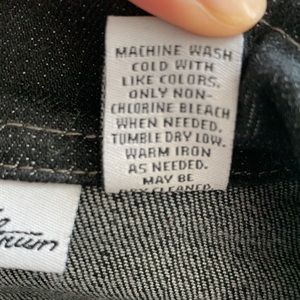 MACHINE WASH
COLD WITH
LIKE COLORS.
ONLY NON-
CHLORINE BLEACH
WHEN NEEDED.
TUMBLE DRY LOW.
WARM IRON
AS NEEDED.
MAY BE